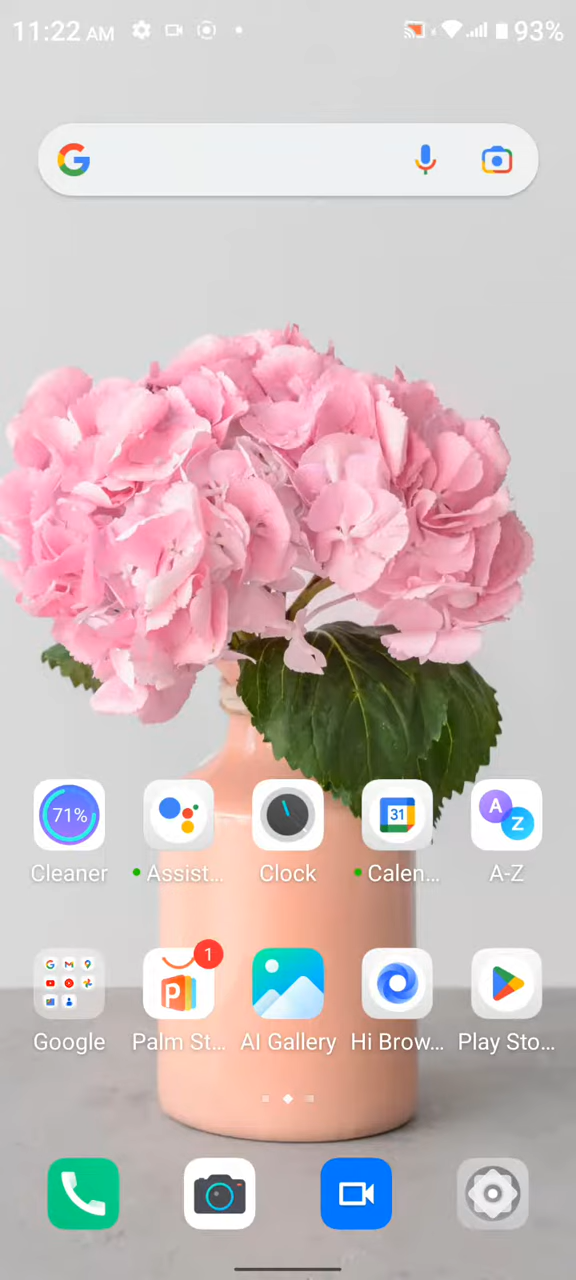 11:22 AM 93%
71% 31 A Z
Cleaner Assist... Clock Calen... A-Z
P 1
Google Palm St... AI Gallery Hi Brow... Play Sto...